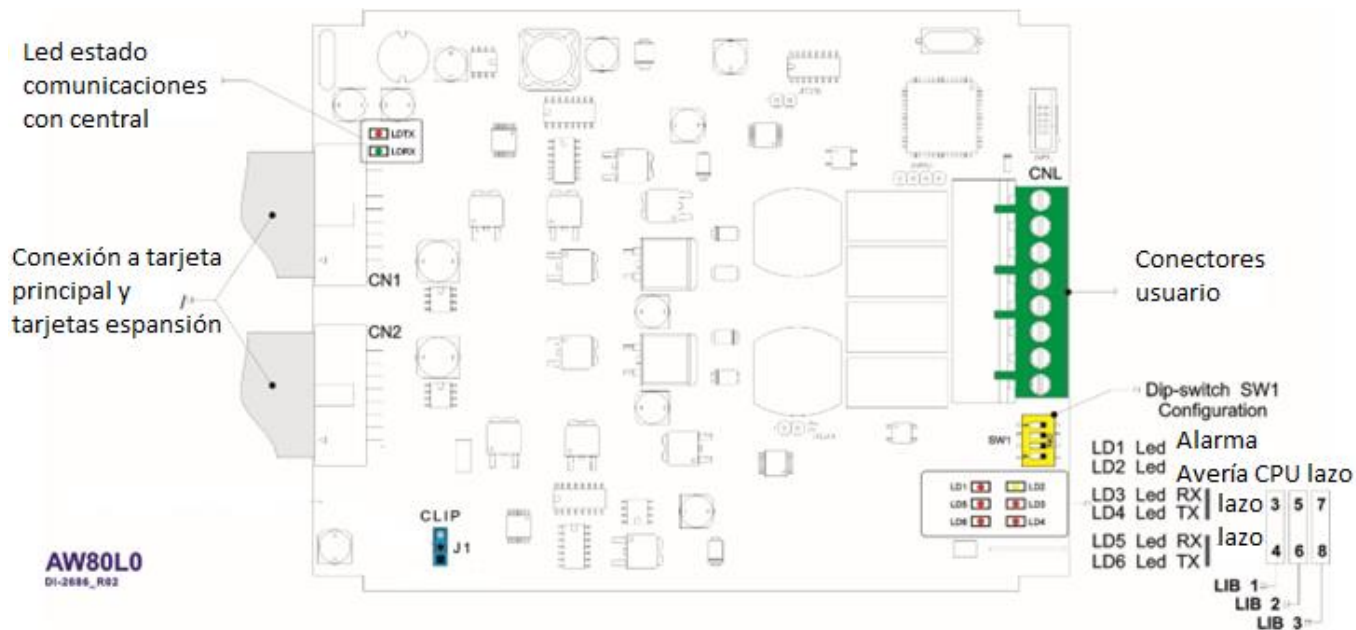 Led estado
comunicaciones
con central
LDTX
LDRX
CNL
Conexión a tarjeta
principal y
tarjetas espansión
CN1
CN2
Conectores
usuario
Dip-switch SW1
Configuration
SW1
LD1 Led Alarma
LD2 Led Avería CPU lazo
LD3 Led RX lazo 3 5 7
LD4 Led TX
LD5 Led RX lazo 4 6 8
LD6 Led TX
LIB 1
LIB 2
LIB 3
LD1 LD2
LD5 LD3
LD6 LD4
CLIP
J1
AW80L0
DI-2686_R02